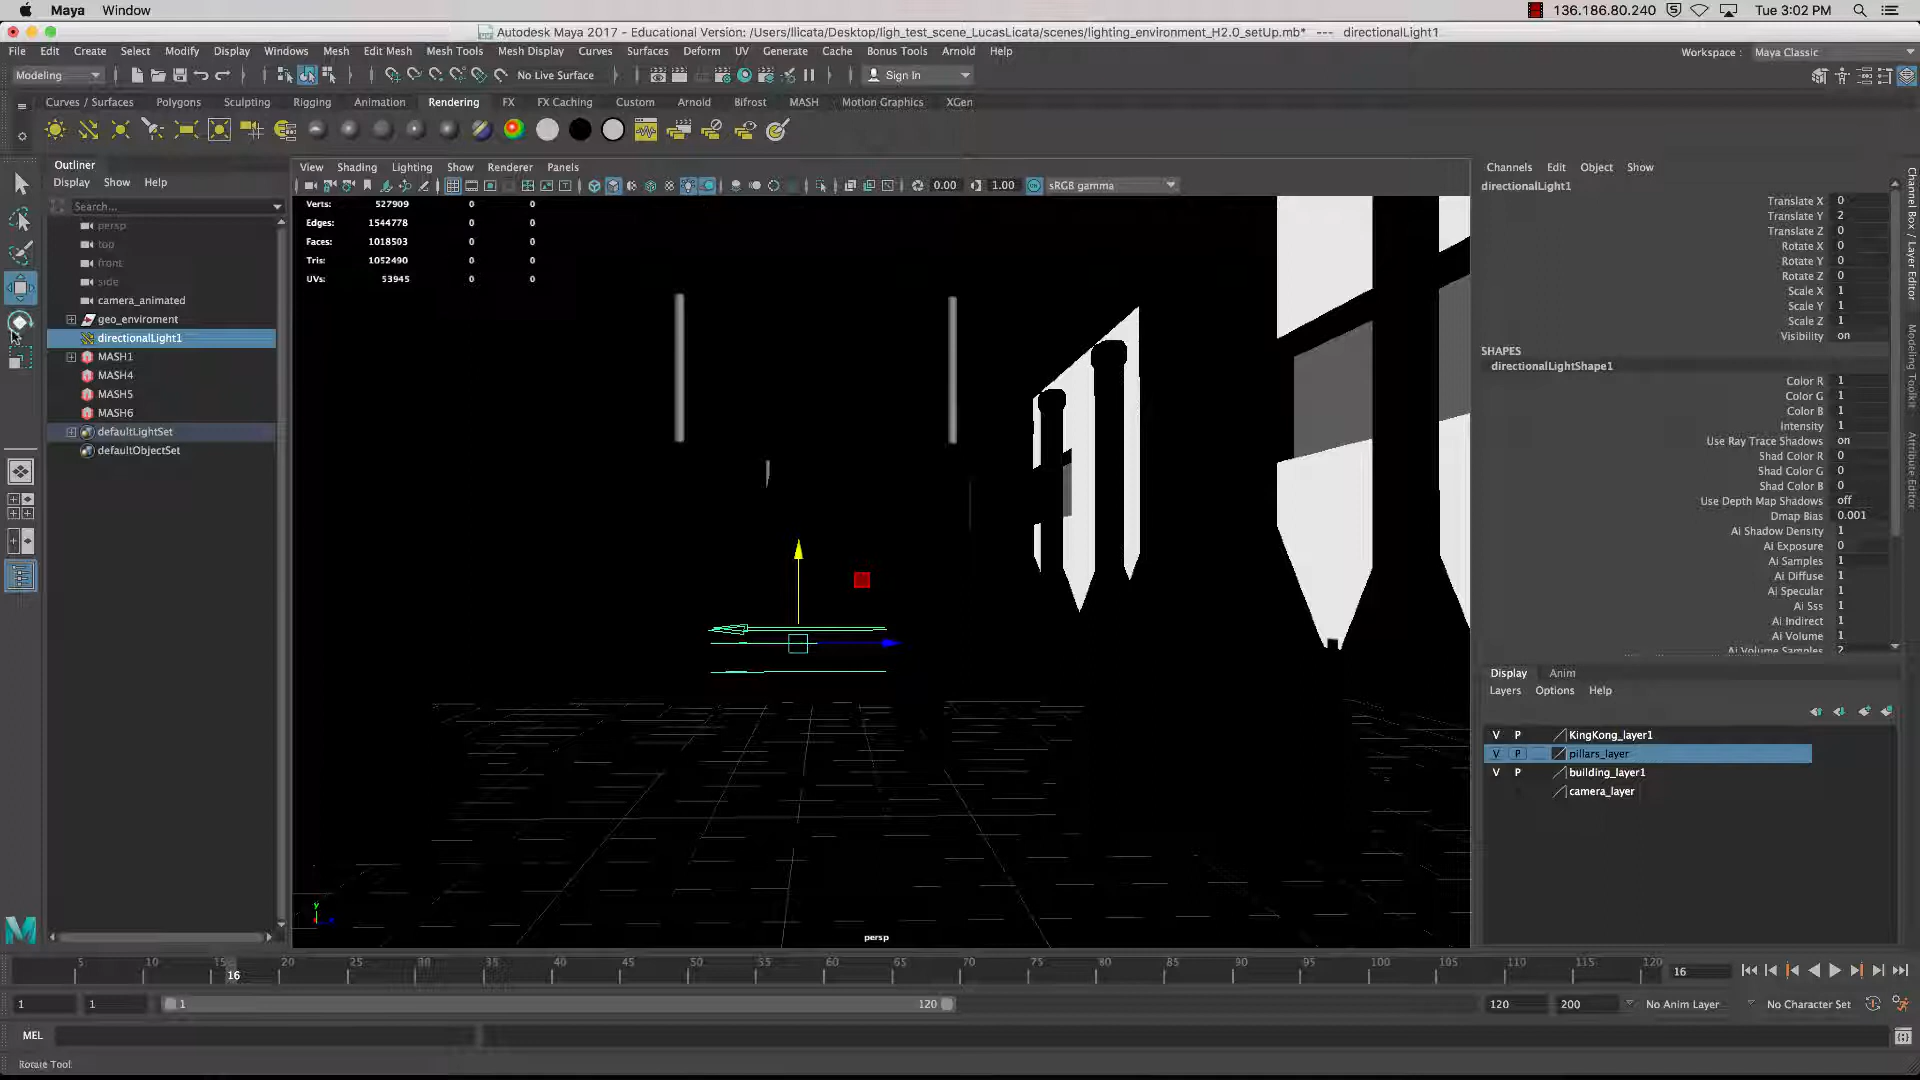 Maya Window 136.186.80.240 Tue 3:02 PM
Autodesk Maya 2017 - Educational Version: /Users/llicata/Desktop/ligh_test_scene_LucasLicata/scenes/lighting_environment_H2.0_setUp.mb* --- directionalLight1
File Edit Create Select Modify Display Windows Mesh Edit Mesh Mesh Tools Mesh Display Curves Surfaces Deform UV Generate Cache Bonus Tools Arnold Help Workspace : Maya Classic
Modeling No Live Surface Sign In
Curves / Surfaces Polygons Sculpting Rigging Animation Rendering FX FX Caching Custom Arnold Bifrost MASH Motion Graphics XGen
Outliner
Display Show Help
Search...
persp
top
front
side
camera_animated
geo_enviroment
directionalLight1
MASH1
MASH4
MASH5
MASH6
defaultLightSet
defaultObjectSet
View Shading Lighting Show Renderer Panels
0.00 1.00 sRGB gamma
Verts: 527909 0 0
Edges: 1544778 0 0
Faces: 1018503 0 0
Tris: 1052490 0 0
UVs: 53945 0 0
y
persp
Channels Edit Object Show
directionalLight1
Translate X 0
Translate Y 2
Translate Z 0
Rotate X 0
Rotate Y 0
Rotate Z 0
Scale X 1
Scale Y 1
Scale Z 1
Visibility on
SHAPES
directionalLightShape1
Color R 1
Color G 1
Color B 1
Intensity 1
Use Ray Trace Shadows on
Shad Color R 0
Shad Color G 0
Shad Color B 0
Use Depth Map Shadows off
Dmap Bias 0.001
Ai Shadow Density 1
Ai Exposure 0
Ai Samples 1
Ai Diffuse 1
Ai Specular 1
Ai Sss 1
Ai Indirect 1
Ai Volume 1
Ai Volume Samples 2
Channel Box / Layer Editor
Modeling Toolkit
Attribute Editor
Display Anim
Layers Options Help
V P KingKong_layer1
V P pillars_layer
V P building_layer1
camera_layer
5 10 15 16 20 25 30 35 40 45 50 55 60 65 70 75 80 85 90 95 100 105 110 115 120 16
1 1 1 120 120 200 No Anim Layer No Character Set
MEL
Rotate Tool